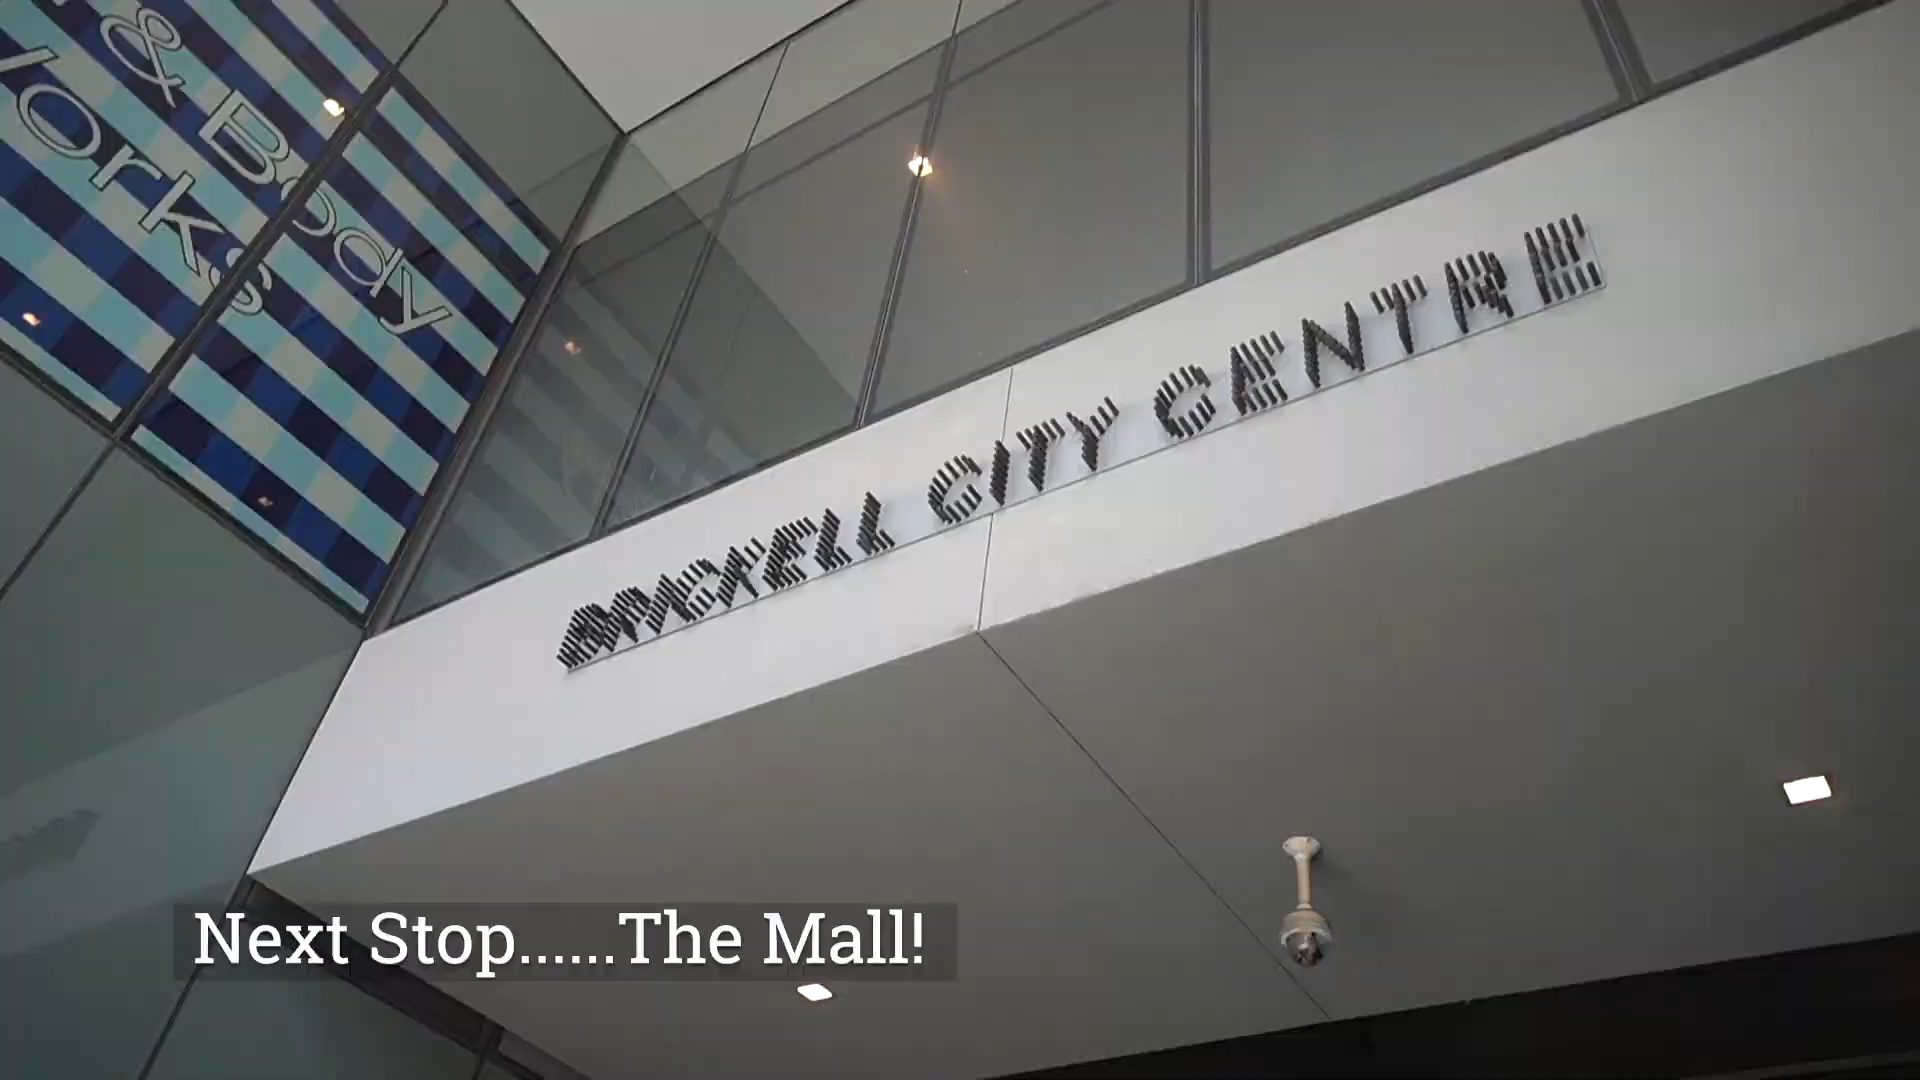 & Body
Works
BRICKELL CITY CENTRE
Next Stop......The Mall!